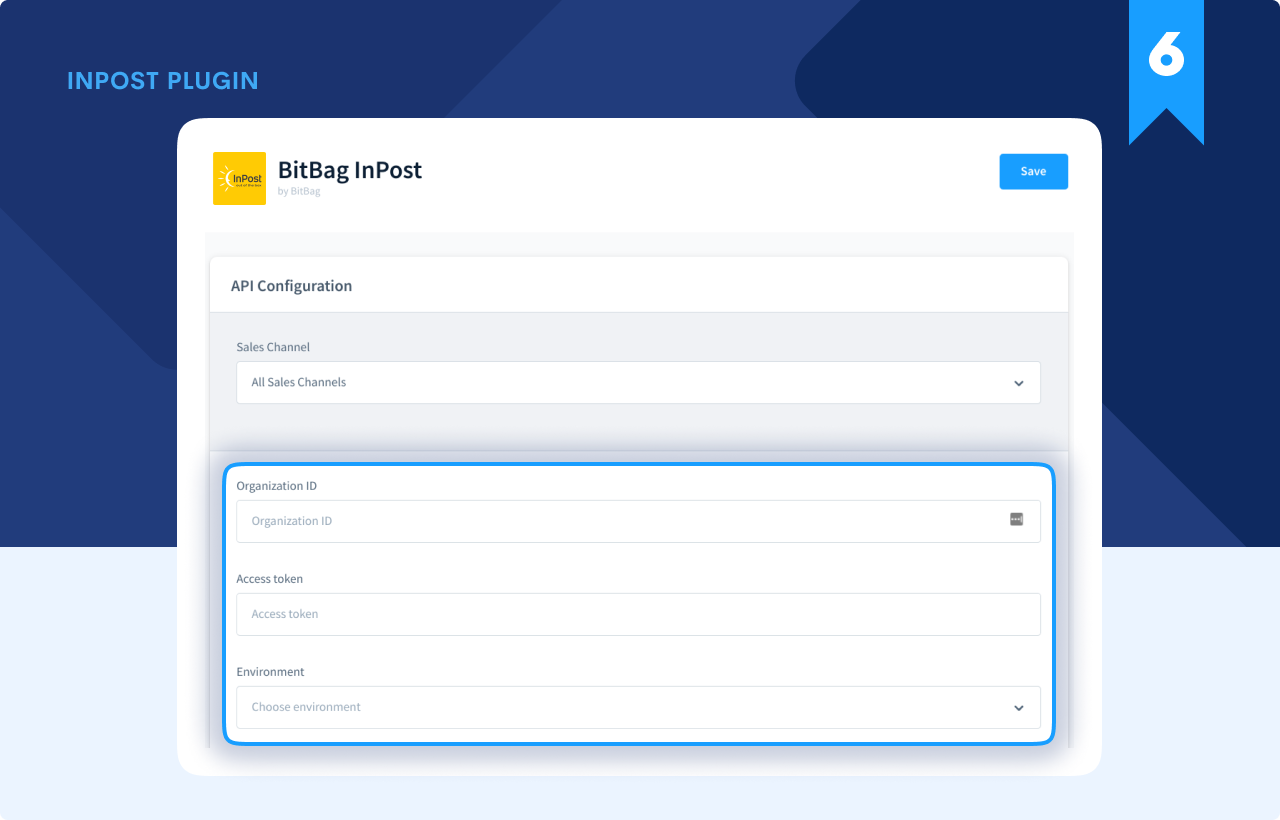 INPOST PLUGIN
6
InPost
BitBag InPost
by BitBag
Save
API Configuration
Sales Channel
All Sales Channels
Organization ID
Organization ID
Access token
Access token
Environment
Choose environment